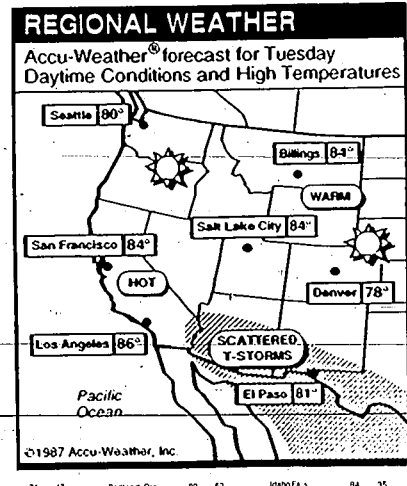 REGIONAL WEATHER
Accu-Weather® forecast for Tuesday
Daytime Conditions and High Temperatures
Seattle 80°
Billings 84°
WARM
Salt Lake City 84°
San Francisco 84°
HOT
Denver 78°
Los Angeles 86°
SCATTERED
T-STORMS
El Paso 81°
Pacific
Ocean
©1987 Accu-Weather, Inc.